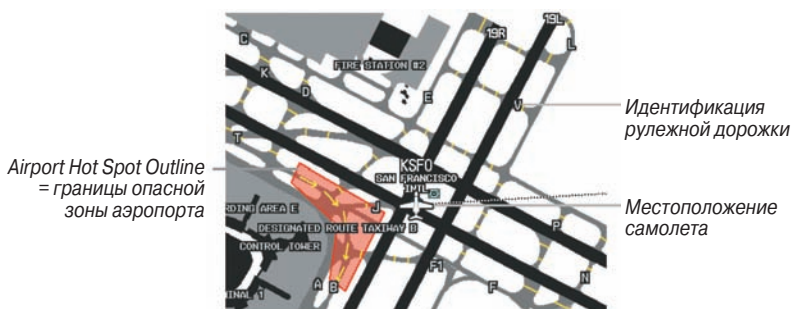 19R
19L
C
L
FIRE STATION #2
K
D
E
V
T
KSFO
SAN FRANCISCO
INTL
RDING AREA E
J
DESIGNATED ROUTE TAXIWAY B
CONTROL TOWER
P
F1
N
A
B
F
MINAL 1
Идентификация
рулежной дорожки
Airport Hot Spot Outline
= границы опасной
зоны аэропорта
Местоположение
самолета